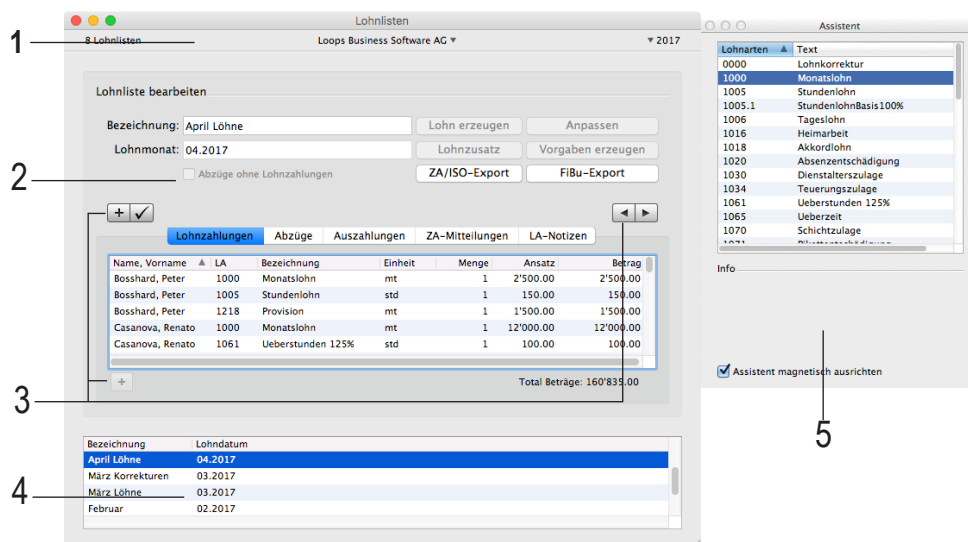 Lohnlisten
1
8 Lohnlisten Loops Business Software AG ▼ ▼ 2017
Lohnliste bearbeiten
Bezeichnung: April Löhne Lohn erzeugen Anpassen
Lohnmonat: 04.2017 Lohnzusatz Vorgaben erzeugen
2
Abzüge ohne Lohnzahlungen ZA/ISO-Export FiBu-Export
+ ✓ ◀ ▶
Lohnzahlungen Abzüge Auszahlungen ZA-Mitteilungen LA-Notizen
Name, Vorname ▲ LA Bezeichnung Einheit Menge Ansatz Betrag
Bosshard, Peter 1000 Monatslohn mt 1 2'500.00 2'500.00
Bosshard, Peter 1005 Stundenlohn std 1 150.00 150.00
Bosshard, Peter 1218 Provision mt 1 1'500.00 1'500.00
Casanova, Renato 1000 Monatslohn mt 1 12'000.00 12'000.00
Casanova, Renato 1061 Ueberstunden 125% std 1 100.00 100.00
+ Total Beträge: 160'835.00
3
Bezeichnung Lohndatum
April Löhne 04.2017
März Korrekturen 03.2017
März Löhne 03.2017
4
Februar 02.2017
Assistent
Lohnarten ▲ Text
0000 Lohnkorrektur
1000 Monatslohn
1005 Stundenlohn
1005.1 StundenlohnBasis100%
1006 Tageslohn
1016 Heimarbeit
1018 Akkordlohn
1020 Absenzentschädigung
1030 Dienstalterszulage
1034 Teuerungszulage
1061 Ueberstunden 125%
1065 Ueberzeit
1070 Schichtzulage
1071 Pikettentschädigung
Info
Assistent magnetisch ausrichten
5